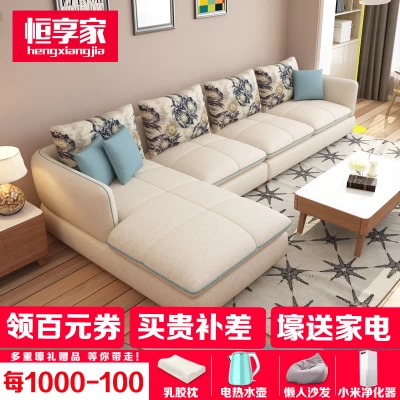 恒享家
hengxiangjia
领百元券 买贵补差 壕送家电
多重壕礼赠品 等你带走!
每1000-100
乳胶枕 电热水壶 懒人沙发 小米净化器